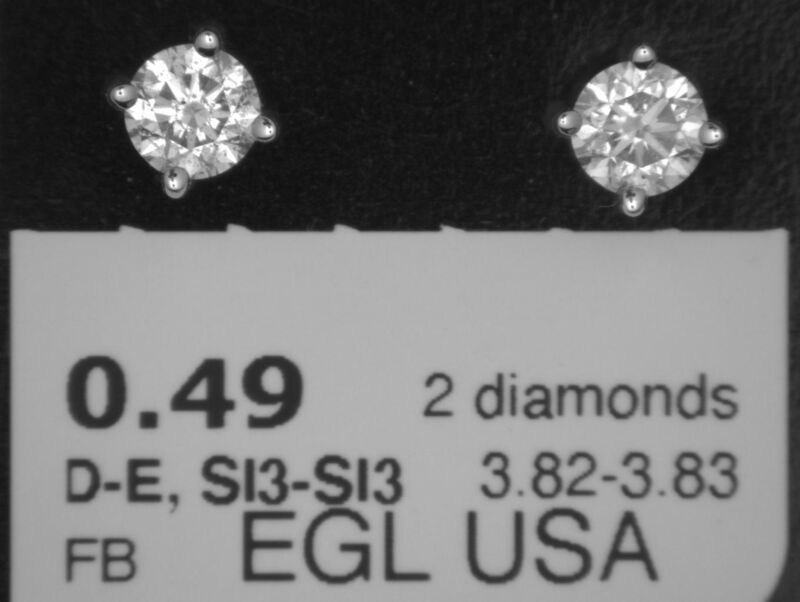 0.49 2 diamonds
D-E, SI3-SI3 3.82-3.83
FB EGL USA